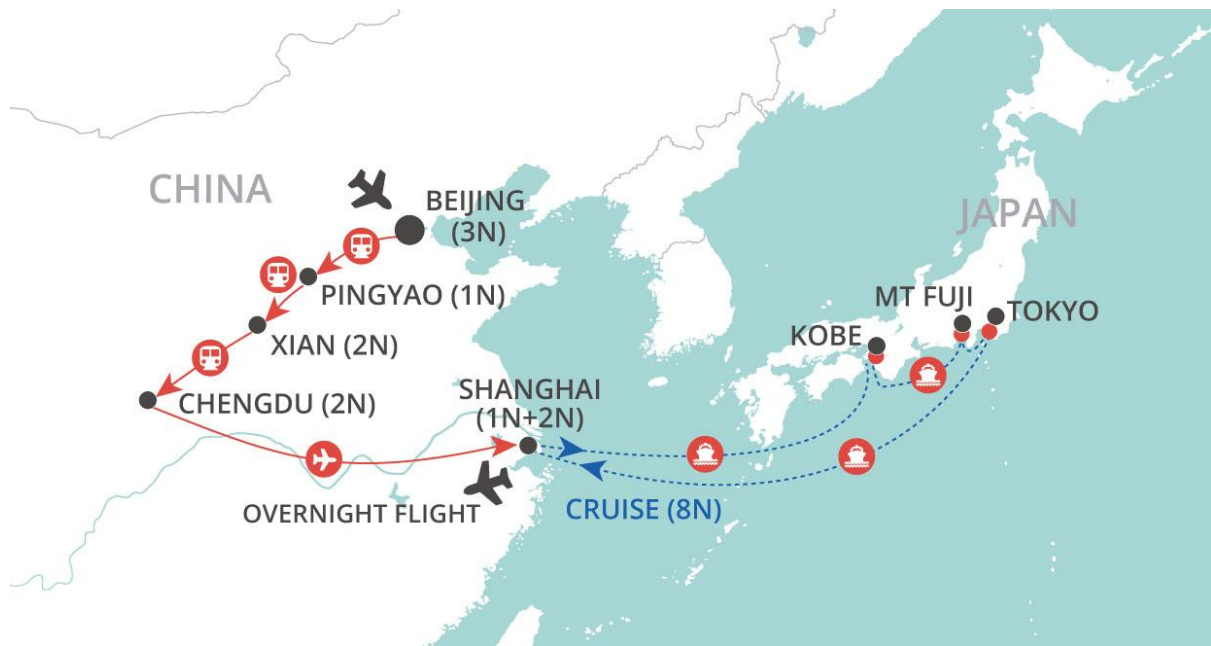 CHINA
BEIJING
(3N)
JAPAN
PINGYAO (1N)
MT FUJI
TOKYO
XIAN (2N)
KOBE
CHENGDU (2N)
SHANGHAI
(1N+2N)
OVERNIGHT FLIGHT
CRUISE (8N)